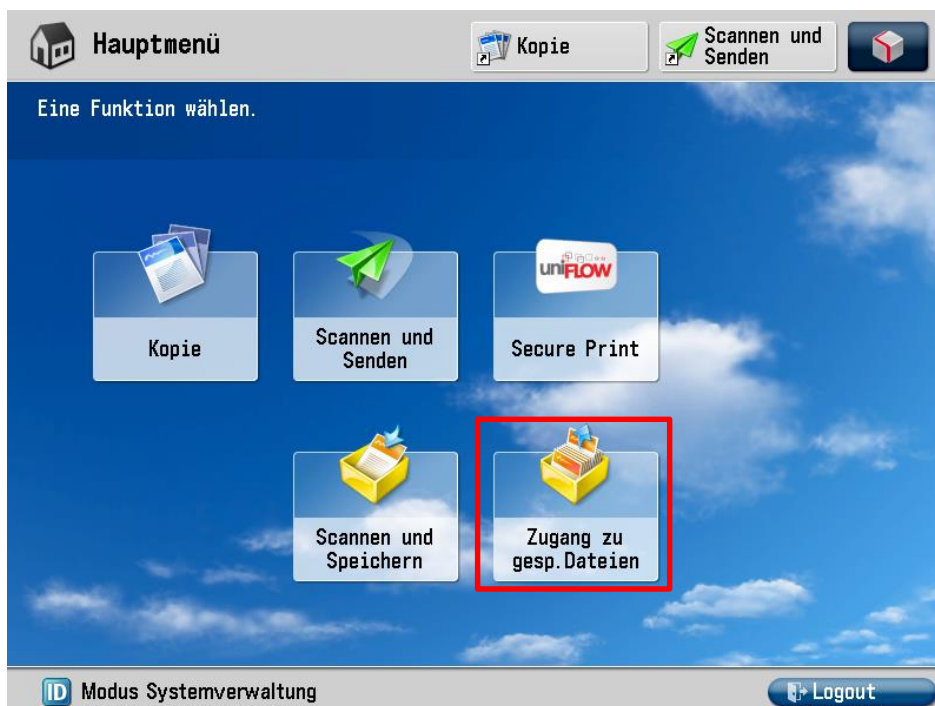 Hauptmenü
Kopie
Scannen und
Senden
Eine Funktion wählen.
Kopie
Scannen und
Senden
uniFLOW
Secure Print
Scannen und
Speichern
Zugang zu
gesp.Dateien
ID Modus Systemverwaltung
Logout